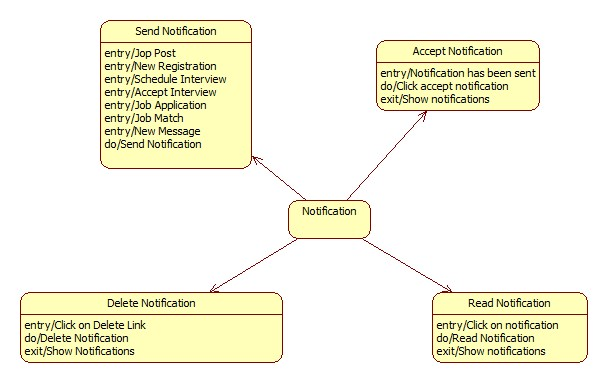 Send Notification
entry/Jop Post
entry/New Registration
entry/Schedule Interview
entry/Accept Interview
entry/Job Application
entry/Job Match
entry/New Message
do/Send Notification
Accept Notification
entry/Notification has been sent
do/Click accept notification
exit/Show notifications
Notification
Delete Notification
entry/Click on Delete Link
do/Delete Notification
exit/Show Notifications
Read Notification
entry/Click on notification
do/Read Notification
exit/Show notifications